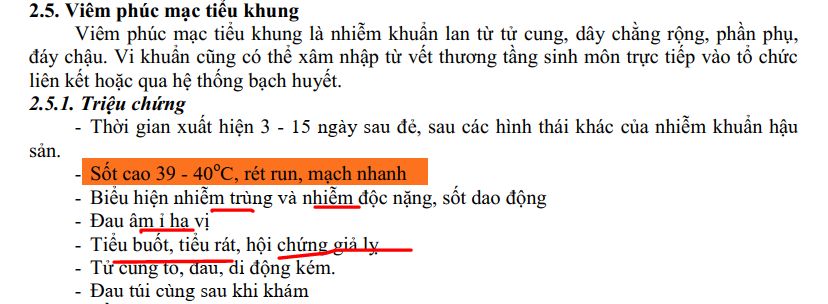 2.5. Viêm phúc mạc tiểu khung
Viêm phúc mạc tiểu khung là nhiễm khuẩn lan từ tử cung, dây chằng rộng, phần phụ,
đáy chậu. Vi khuẩn cũng có thể xâm nhập từ vết thương tầng sinh môn trực tiếp vào tổ chức
liên kết hoặc qua hệ thống bạch huyết.
2.5.1. Triệu chứng
- Thời gian xuất hiện 3 - 15 ngày sau đẻ, sau các hình thái khác của nhiễm khuẩn hậu
sản.
- Sốt cao 39 - 40°C, rét run, mạch nhanh
- Biểu hiện nhiễm trùng và nhiễm độc nặng, sốt dao động
- Đau âm ỉ hạ vị
- Tiểu buốt, tiểu rát, hội chứng giả lỵ
- Tử cung to, đau, di động kém.
- Đau túi cùng sau khi khám